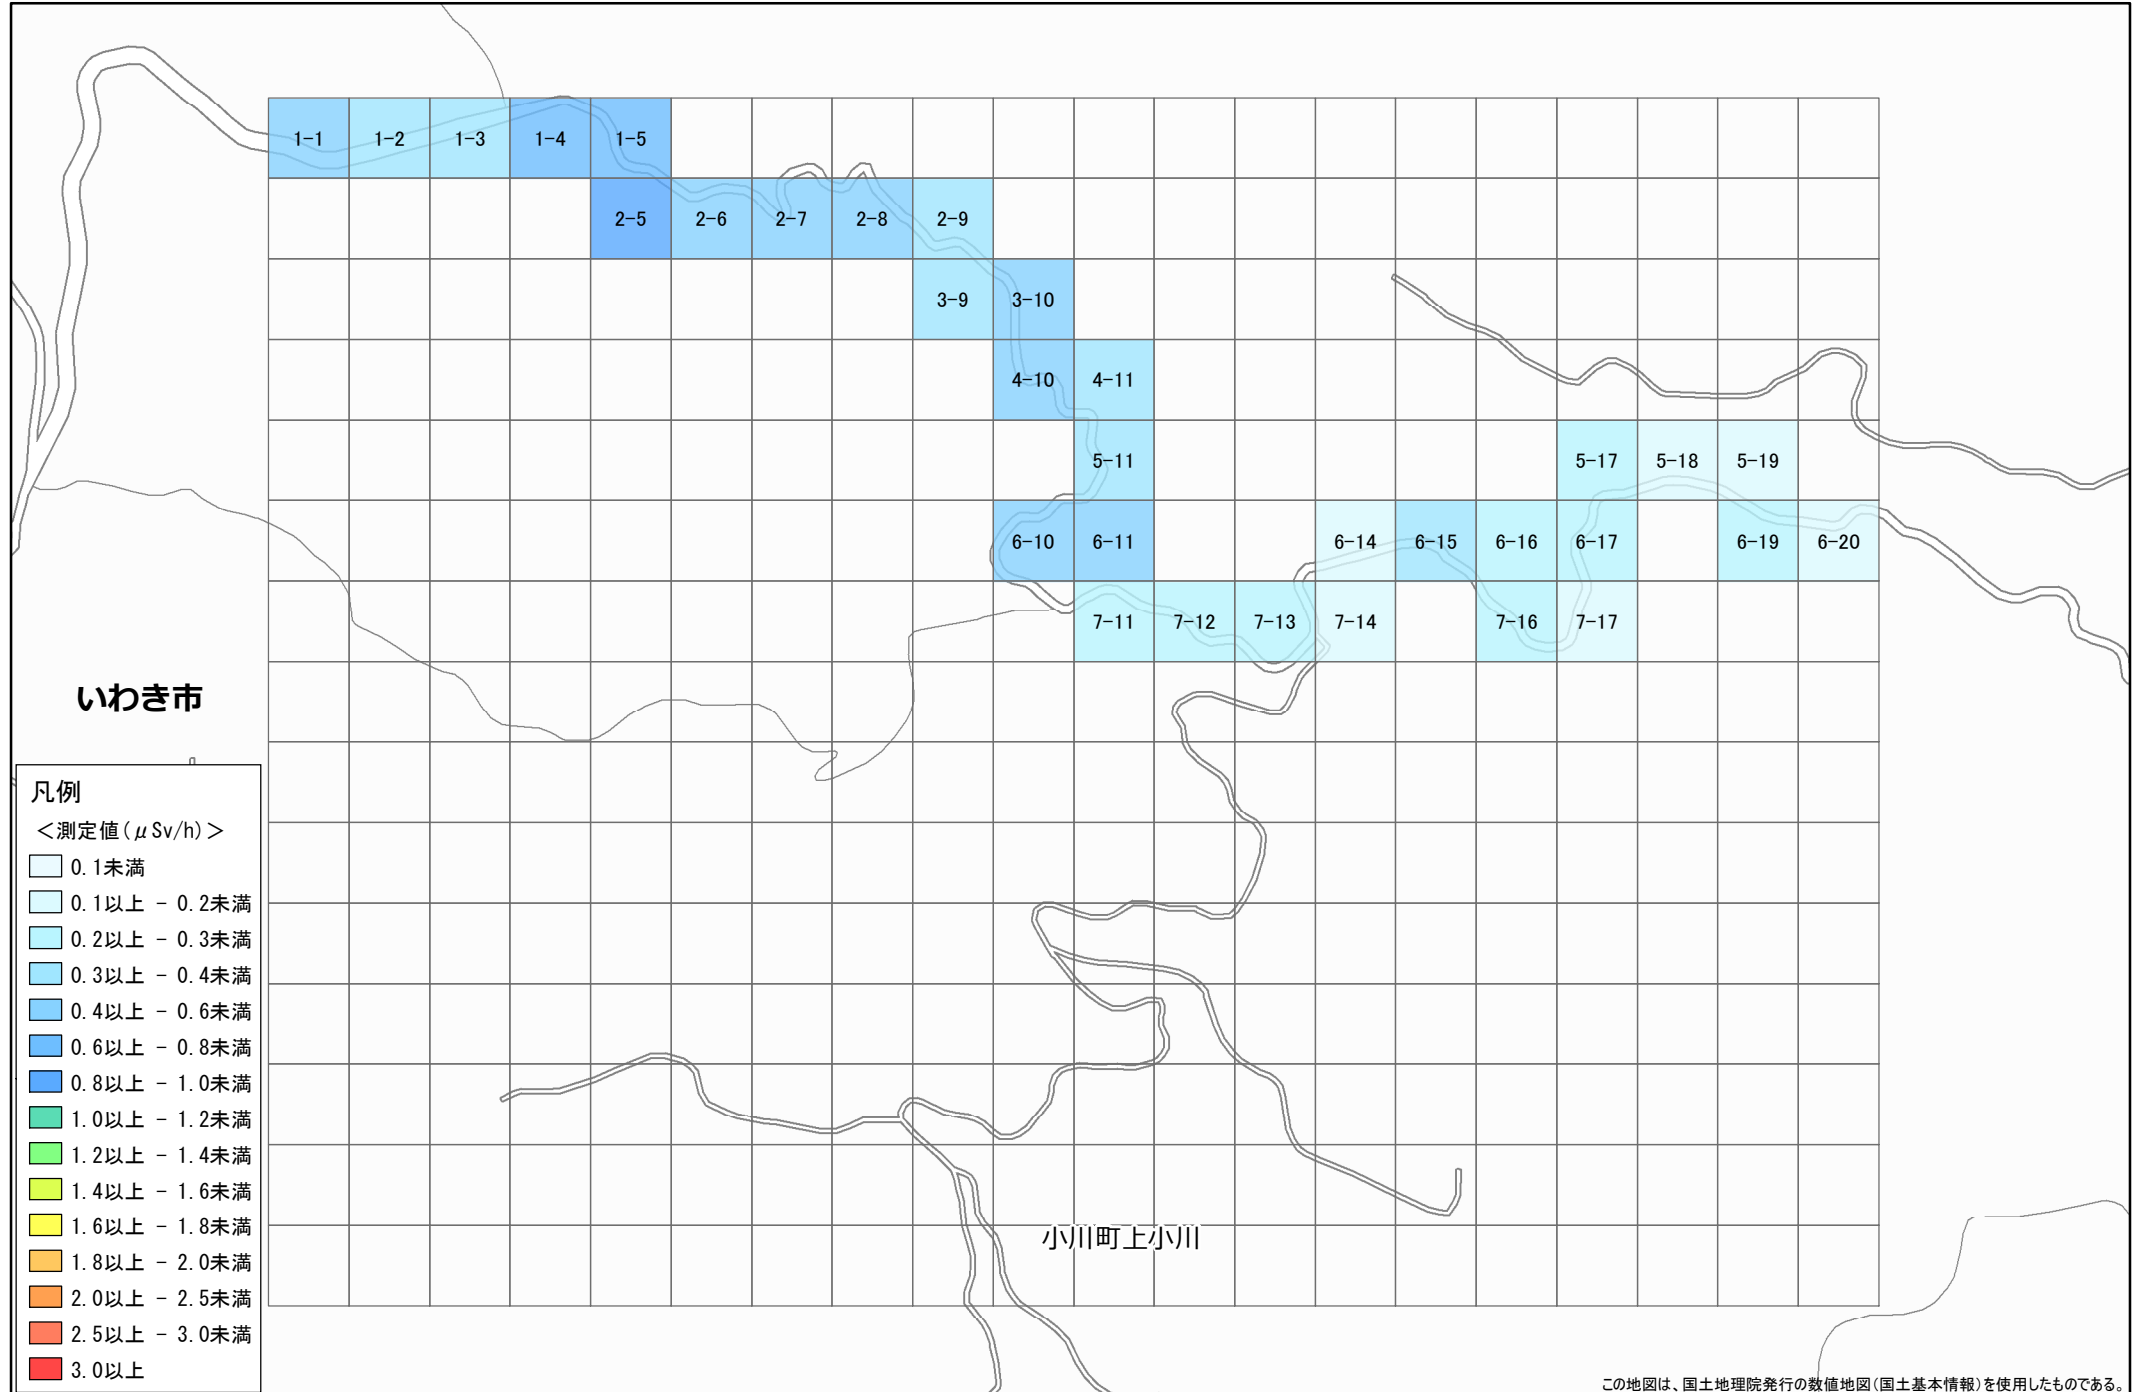 1-1 1-2 1-3 1-4 1-5
2-5 2-6 2-7 2-8 2-9
3-9 3-10
4-10 4-11
5-11 5-17 5-18 5-19
6-10 6-11 6-14 6-15 6-16 6-17 6-19 6-20
7-11 7-12 7-13 7-14 7-16 7-17
いわき市
凡例
＜測定値(μSv/h)＞
0.1未満
0.1以上 - 0.2未満
0.2以上 - 0.3未満
0.3以上 - 0.4未満
0.4以上 - 0.6未満
0.6以上 - 0.8未満
0.8以上 - 1.0未満
1.0以上 - 1.2未満
1.2以上 - 1.4未満
1.4以上 - 1.6未満
1.6以上 - 1.8未満
1.8以上 - 2.0未満
2.0以上 - 2.5未満
2.5以上 - 3.0未満
3.0以上
小川町上小川
この地図は、国土地理院発行の数値地図(国土基本情報)を使用したものである。